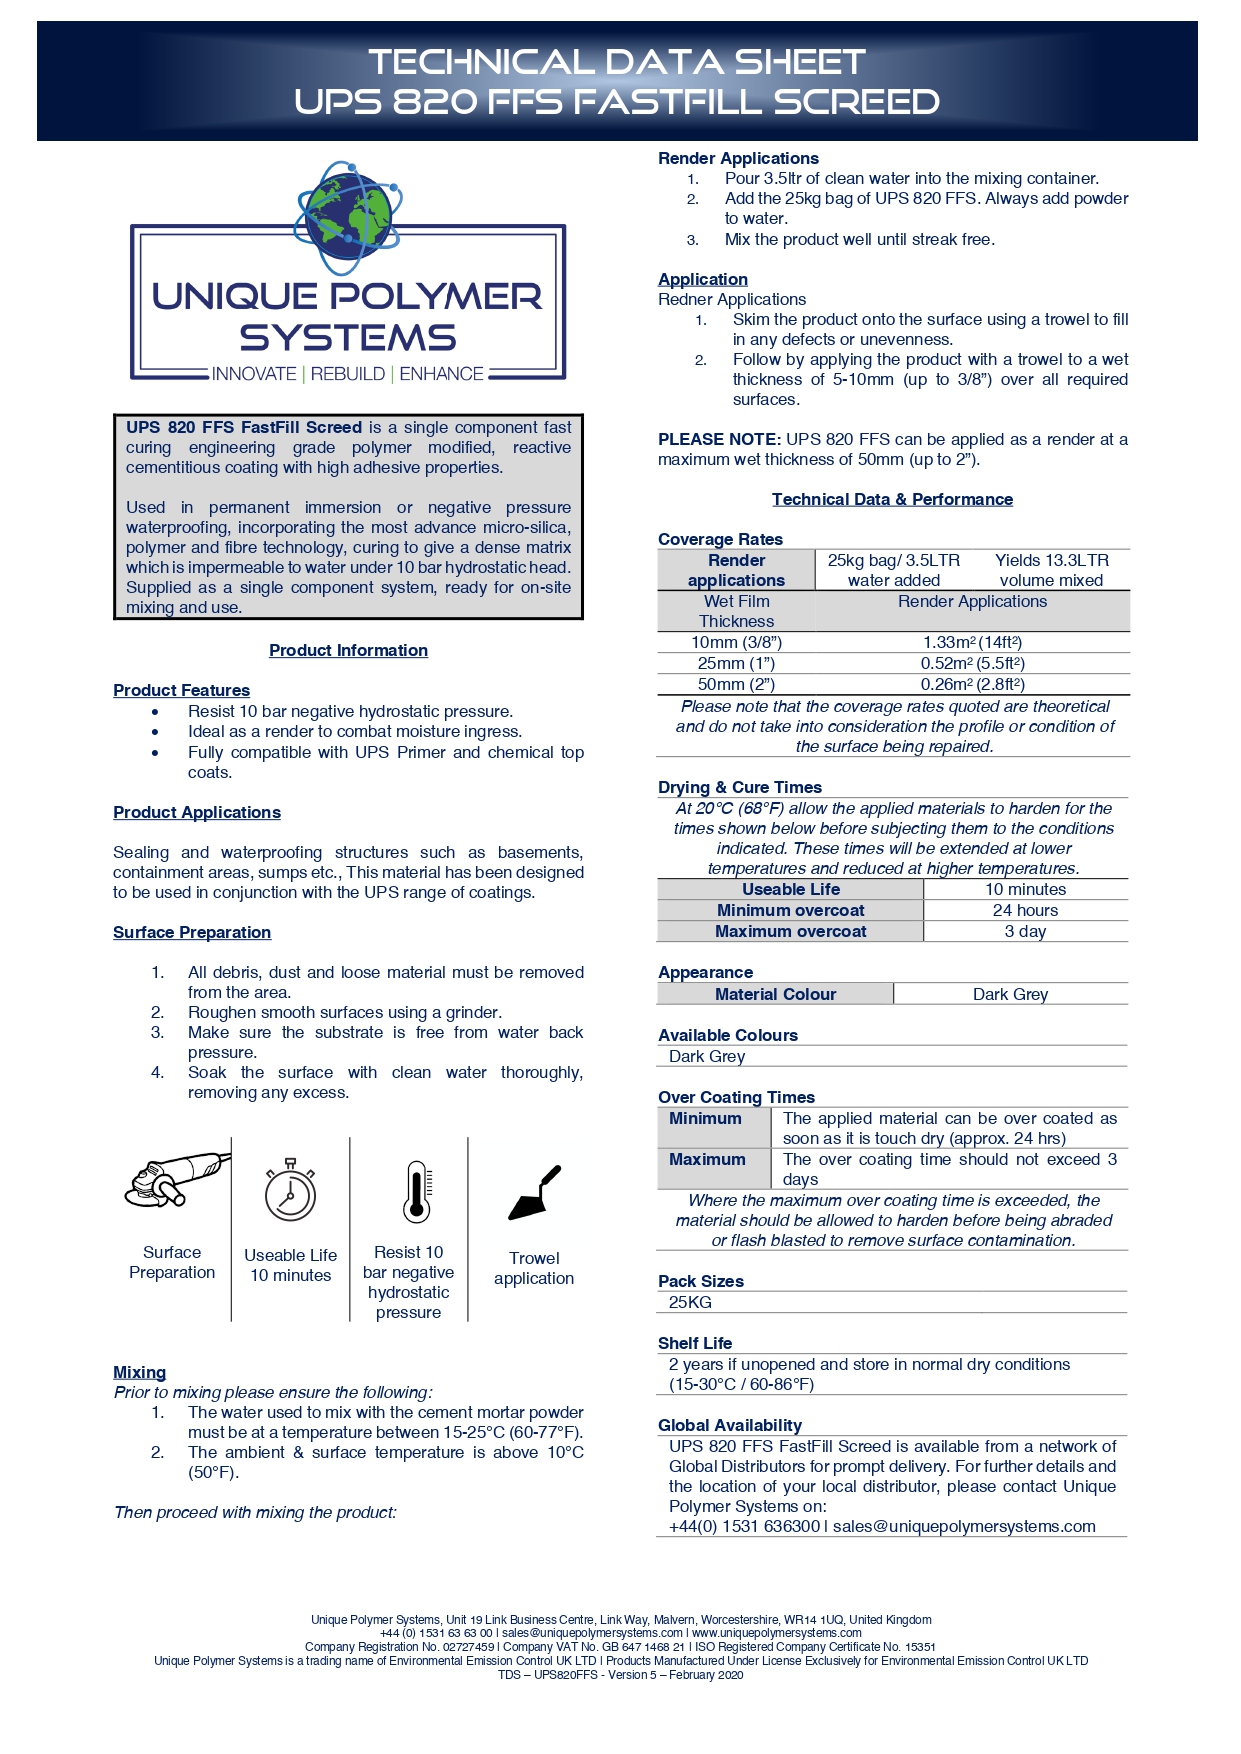 TECHNICAL DATA SHEET
UPS 820 FFS FASTFILL SCREED
UNIQUE POLYMER
SYSTEMS
INNOVATE | REBUILD | ENHANCE
UPS 820 FFS FastFill Screed is a single component fast
curing engineering grade polymer modified, reactive
cementitious coating with high adhesive properties.
Used in permanent immersion or negative pressure
waterproofing, incorporating the most advance micro-silica,
polymer and fibre technology, curing to give a dense matrix
which is impermeable to water under 10 bar hydrostatic head.
Supplied as a single component system, ready for on-site
mixing and use.
Product Information
Product Features
• Resist 10 bar negative hydrostatic pressure.
• Ideal as a render to combat moisture ingress.
• Fully compatible with UPS Primer and chemical top
coats.
Product Applications
Sealing and waterproofing structures such as basements,
containment areas, sumps etc., This material has been designed
to be used in conjunction with the UPS range of coatings.
Surface Preparation
1. All debris, dust and loose material must be removed
from the area.
2. Roughen smooth surfaces using a grinder.
3. Make sure the substrate is free from water back
pressure.
4. Soak the surface with clean water thoroughly,
removing any excess.
Surface
Preparation
Useable Life
10 minutes
Resist 10
bar negative
hydrostatic
pressure
Trowel
application
Mixing
Prior to mixing please ensure the following:
1. The water used to mix with the cement mortar powder
must be at a temperature between 15-25°C (60-77°F).
2. The ambient & surface temperature is above 10°C
(50°F).
Then proceed with mixing the product:
Render Applications
1. Pour 3.5ltr of clean water into the mixing container.
2. Add the 25kg bag of UPS 820 FFS. Always add powder
to water.
3. Mix the product well until streak free.
Application
Redner Applications
1. Skim the product onto the surface using a trowel to fill
in any defects or unevenness.
2. Follow by applying the product with a trowel to a wet
thickness of 5-10mm (up to 3/8”) over all required
surfaces.
PLEASE NOTE: UPS 820 FFS can be applied as a render at a
maximum wet thickness of 50mm (up to 2”).
Technical Data & Performance
Coverage Rates
Render 25kg bag/ 3.5LTR Yields 13.3LTR
applications water added volume mixed
Wet Film Render Applications
Thickness
10mm (3/8”) 1.33m² (14ft²)
25mm (1”) 0.52m² (5.5ft²)
50mm (2”) 0.26m² (2.8ft²)
Please note that the coverage rates quoted are theoretical
and do not take into consideration the profile or condition of
the surface being repaired.
Drying & Cure Times
At 20°C (68°F) allow the applied materials to harden for the
times shown below before subjecting them to the conditions
indicated. These times will be extended at lower
temperatures and reduced at higher temperatures.
Useable Life 10 minutes
Minimum overcoat 24 hours
Maximum overcoat 3 day
Appearance
Material Colour Dark Grey
Available Colours
Dark Grey
Over Coating Times
Minimum The applied material can be over coated as
soon as it is touch dry (approx. 24 hrs)
Maximum The over coating time should not exceed 3
days
Where the maximum over coating time is exceeded, the
material should be allowed to harden before being abraded
or flash blasted to remove surface contamination.
Pack Sizes
25KG
Shelf Life
2 years if unopened and store in normal dry conditions
(15-30°C / 60-86°F)
Global Availability
UPS 820 FFS FastFill Screed is available from a network of
Global Distributors for prompt delivery. For further details and
the location of your local distributor, please contact Unique
Polymer Systems on:
+44(0) 1531 636300 | sales@uniquepolymersystems.com
Unique Polymer Systems, Unit 19 Link Business Centre, Link Way, Malvern, Worcestershire, WR14 1UQ, United Kingdom
+44 (0) 1531 63 63 00 | sales@uniquepolymersystems.com | www.uniquepolymersystems.com
Company Registration No. 02727459 | Company VAT No. GB 647 1468 21 | ISO Registered Company Certificate No. 15351
Unique Polymer Systems is a trading name of Environmental Emission Control UK LTD | Products Manufactured Under License Exclusively for Environmental Emission Control UK LTD
TDS – UPS820FFS - Version 5 – February 2020